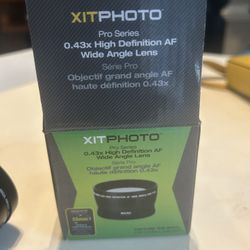 XITPHOTO™
Pro Series
0.43x High Definition AF
Wide Angle Lens
Série Pro
Objectif grand angle AF
haute définition 0.43x
XITPHOTO™
Pro Series
0.43x High Definition AF
Wide Angle Lens
Série Pro
Objectif grand angle AF
haute définition 0.43x